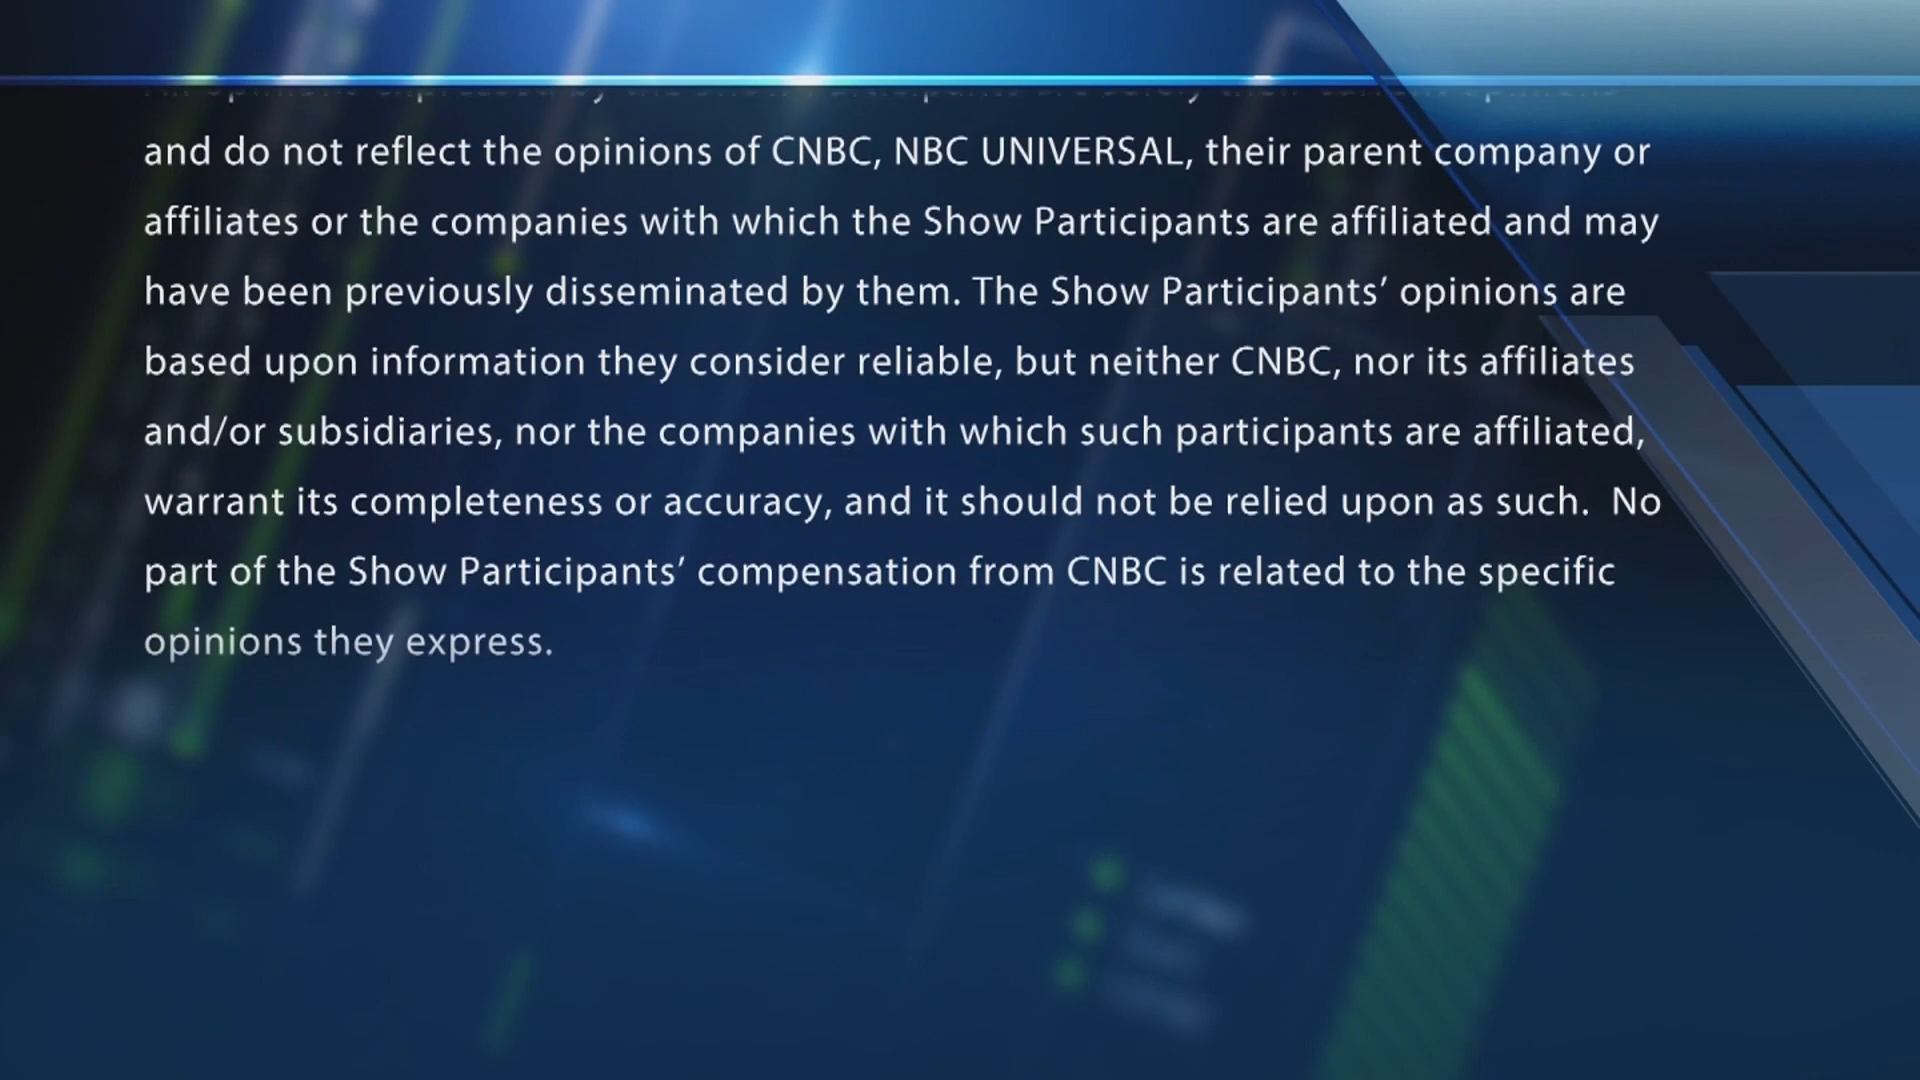 and do not reflect the opinions of CNBC, NBC UNIVERSAL, their parent company or
affiliates or the companies with which the Show Participants are affiliated and may
have been previously disseminated by them. The Show Participants’ opinions are
based upon information they consider reliable, but neither CNBC, nor its affiliates
and/or subsidiaries, nor the companies with which such participants are affiliated,
warrant its completeness or accuracy, and it should not be relied upon as such.  No
part of the Show Participants’ compensation from CNBC is related to the specific
opinions they express.